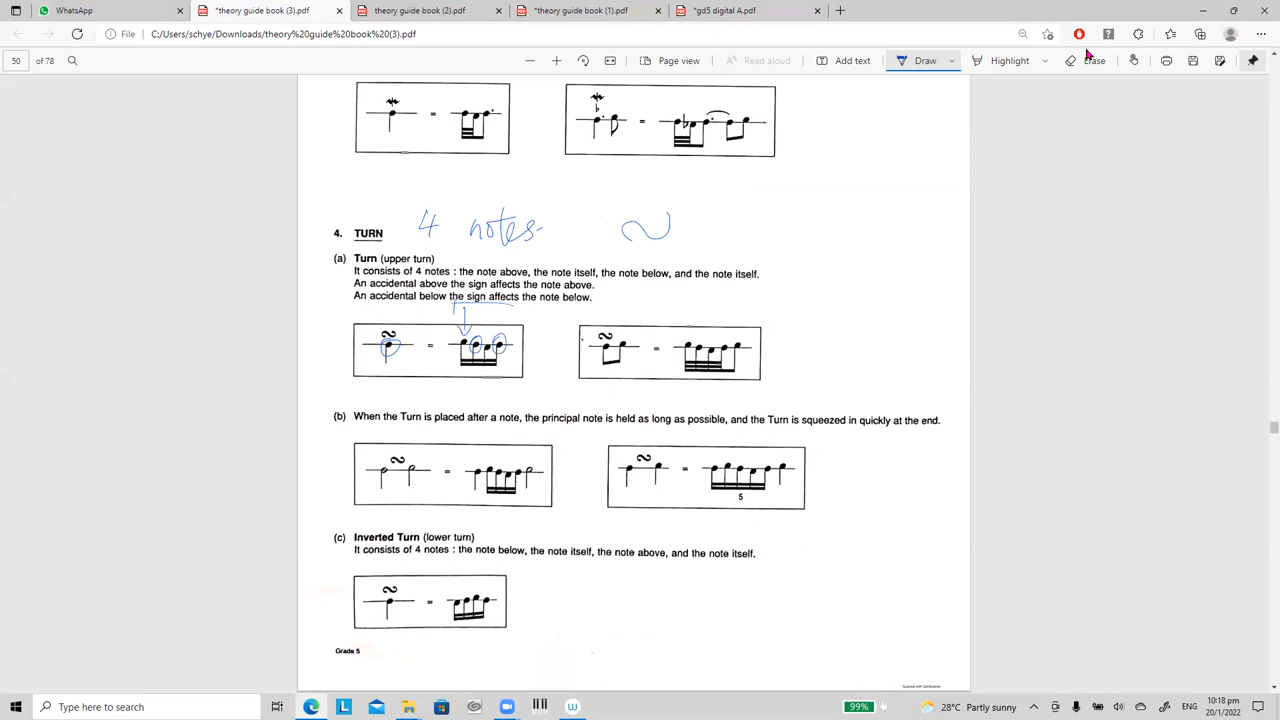 WhatsApp
*theory guide book (3).pdf
theory guide book (2).pdf
*theory guide book (1).pdf
*gd5 digital A.pdf
File
C:/Users/schye/Downloads/theory guide book (3).pdf
50 of 78
Page view
Read aloud
Add text
Draw
Highlight
Erase
4. TURN 4 notes
(a) Turn (upper turn)
It consists of 4 notes : the note above, the note itself, the note below, and the note itself.
An accidental above the sign affects the note above.
An accidental below the sign affects the note below.
(b) When the Turn is placed after a note, the principal note is held as long as possible, and the Turn is squeezed in quickly at the end.
5
(c) Inverted Turn (lower turn)
It consists of 4 notes : the note below, the note itself, the note above, and the note itself.
Grade 5
Scanned with CamScanner
Type here to search
99%
28°C Partly sunny
ENG
10:18 pm
20/1/2022